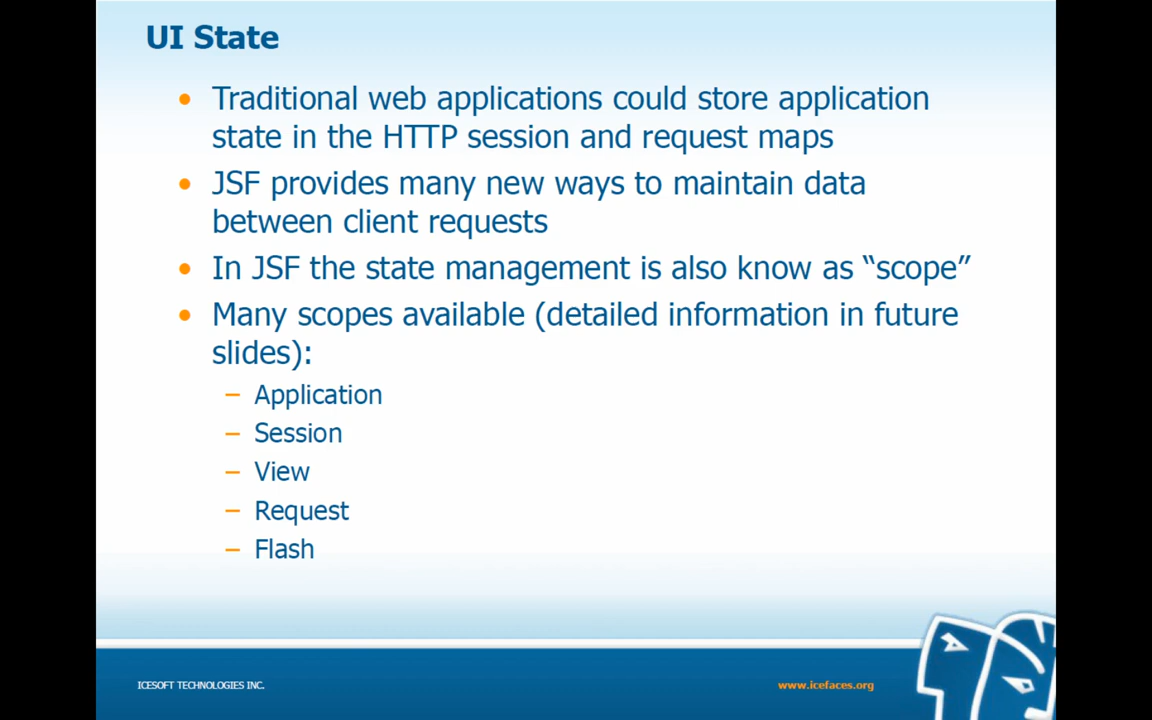 UI State
• Traditional web applications could store application
state in the HTTP session and request maps
• JSF provides many new ways to maintain data
between client requests
• In JSF the state management is also know as “scope”
• Many scopes available (detailed information in future
slides):
– Application
– Session
– View
– Request
– Flash
ICESOFT TECHNOLOGIES INC.
www.icefaces.org